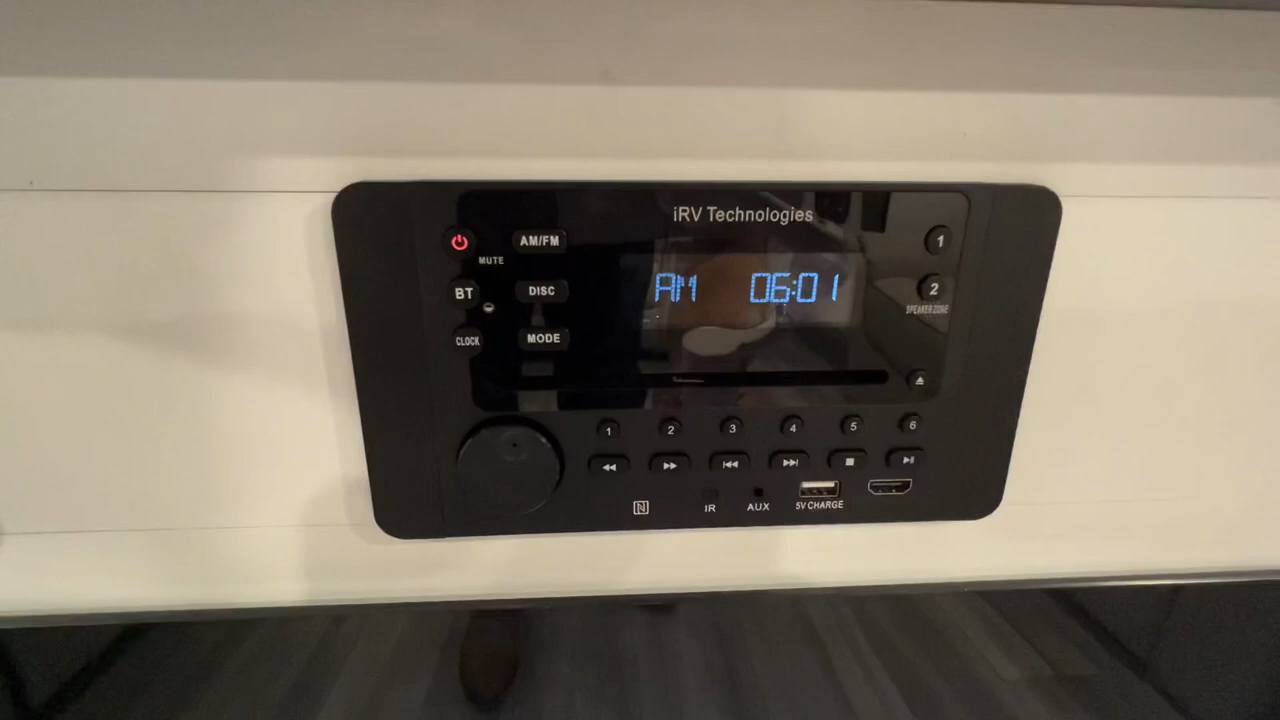 iRV Technologies
MUTE
AM/FM
1
BT
DISC
AM 06:01
2
SPEAKER ZONE
CLOCK
MODE
1 2 3 4 5 6
IR
AUX
5V CHARGE